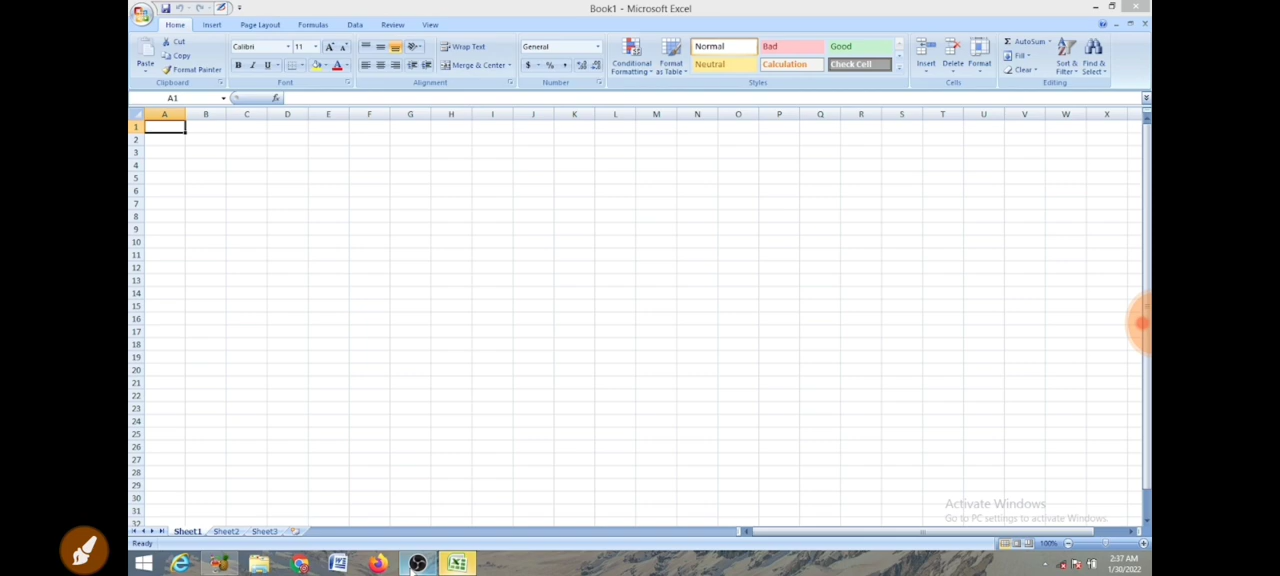 Book1 - Microsoft Excel
Home Insert Page Layout Formulas Data Review View
Paste
Cut
Copy
Format Painter
Clipboard
Calibri 11
B I U
Font
Wrap Text
Merge & Center
Alignment
General
$ % ,
Number
Conditional Formatting
Format as Table
Normal Bad Good
Neutral Calculation Check Cell
Styles
Insert Delete Format
Cells
Σ AutoSum
Fill
Clear
Sort & Filter
Find & Select
Editing
A1 fx
A B C D E F G H I J K L M N O P Q R S T U V W X
1
2
3
4
5
6
7
8
9
10
11
12
13
14
15
16
17
18
19
20
21
22
23
24
25
26
27
28
29
30
31
32
Activate Windows
Go to PC settings to activate Windows.
Sheet1 Sheet2 Sheet3
Ready 100%
2:37 AM
1/30/2022